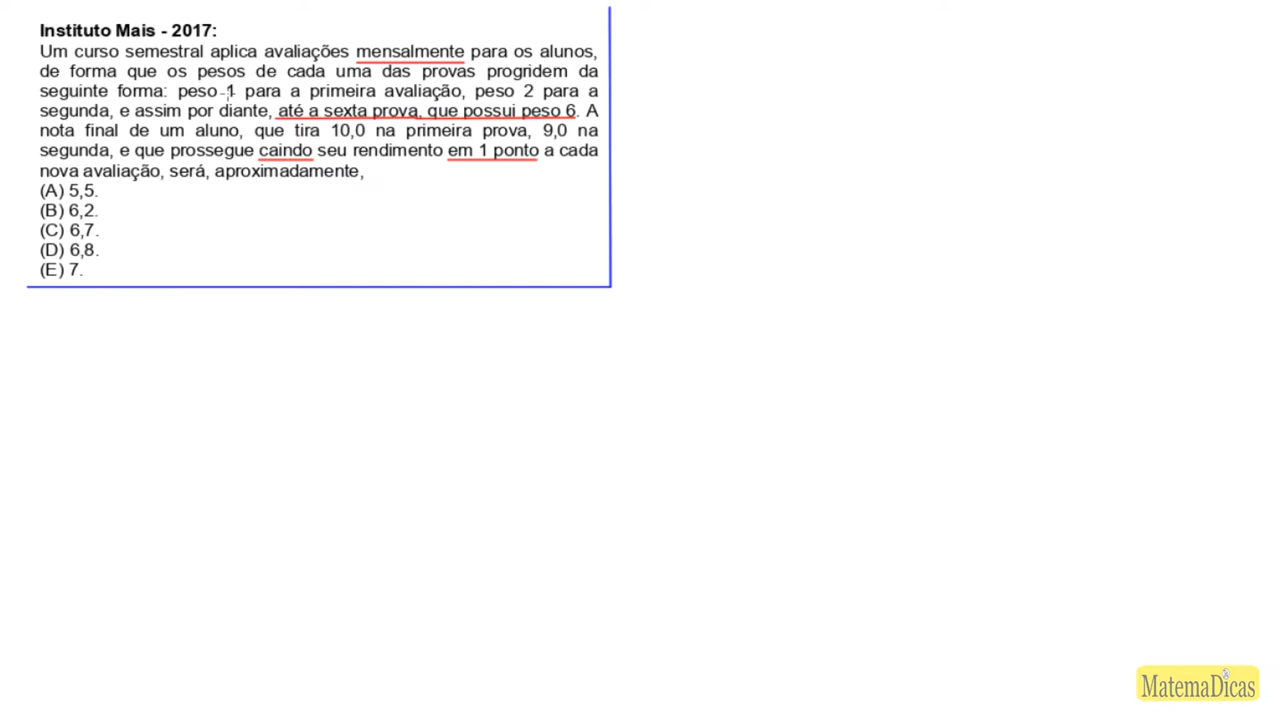 Instituto Mais - 2017:
Um curso semestral aplica avaliações mensalmente para os alunos,
de forma que os pesos de cada uma das provas progridem da
seguinte forma: peso 1 para a primeira avaliação, peso 2 para a
segunda, e assim por diante, até a sexta prova, que possui peso 6. A
nota final de um aluno, que tira 10,0 na primeira prova, 9,0 na
segunda, e que prossegue caindo seu rendimento em 1 ponto a cada
nova avaliação, será, aproximadamente,
(A) 5,5.
(B) 6,2.
(C) 6,7.
(D) 6,8.
(E) 7.
MatemaDicas